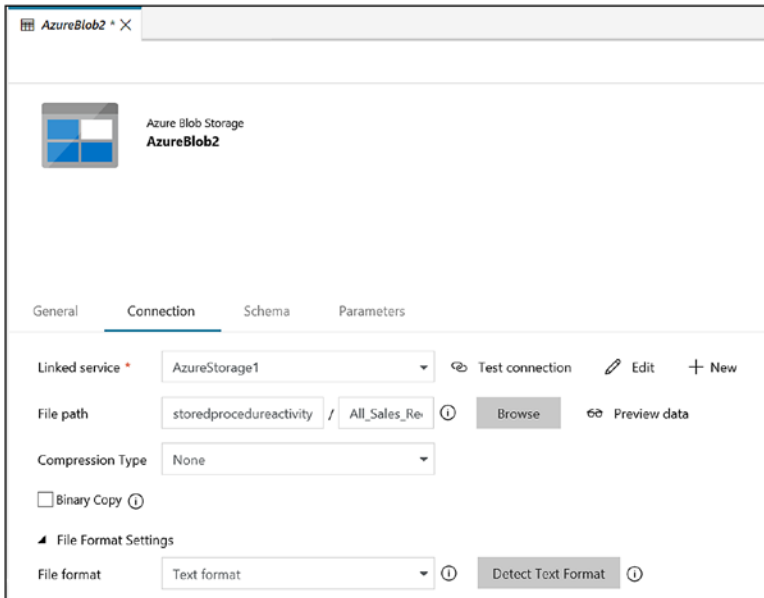 AzureBlob2 *
Azure Blob Storage
AzureBlob2
General Connection Schema Parameters
Linked service * AzureStorage1 Test connection Edit New
File path storedprocedureactivity / All_Sales_Re Browse Preview data
Compression Type None
Binary Copy
File Format Settings
File format Text format Detect Text Format